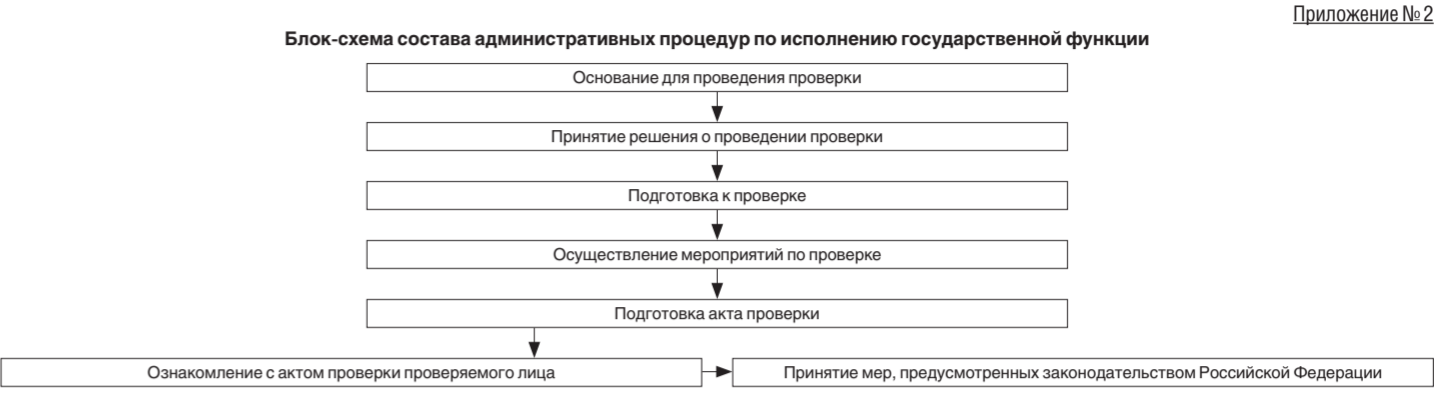 Приложение № 2
Блок-схема состава административных процедур по исполнению государственной функции
Основание для проведения проверки
Принятие решения о проведении проверки
Подготовка к проверке
Осуществление мероприятий по проверке
Подготовка акта проверки
Ознакомление с актом проверки проверяемого лица
Принятие мер, предусмотренных законодательством Российской Федерации